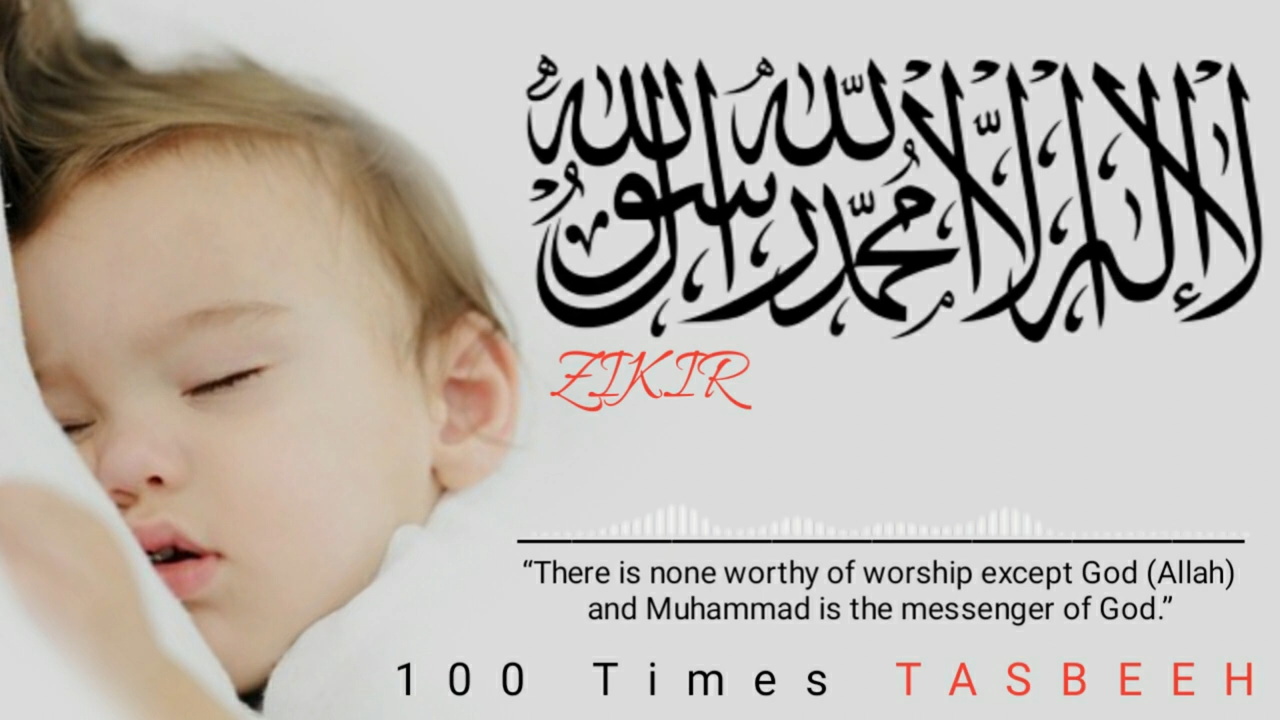 لا إله إلا الله محمد رسول الله
ZIKIR
“There is none worthy of worship except God (Allah)
and Muhammad is the messenger of God.”
100 Times TASBEEH